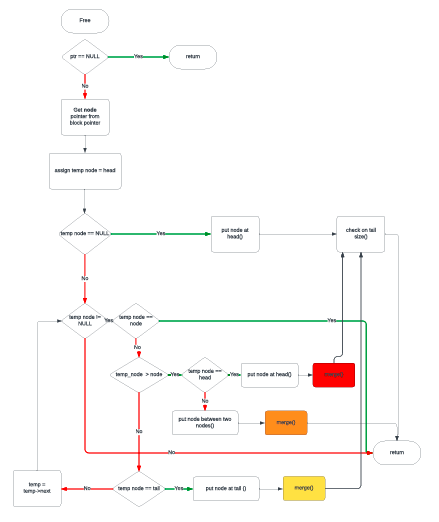 Free
ptr == NULL
Yes
return
No
Get node
pointer from
block pointer
assign temp node = head
temp node == NULL
Yes
put node at
head()
check on tail
size()
No
temp node !=
NULL
Yes
temp node ==
node
Yes
No
temp_node > node
Yes
temp node ==
head
Yes
put node at head()
No
No
put node between two
nodes()
merge()
No
return
temp =
temp->next
No
temp node == tail
Yes
put node at tail ()
merge()